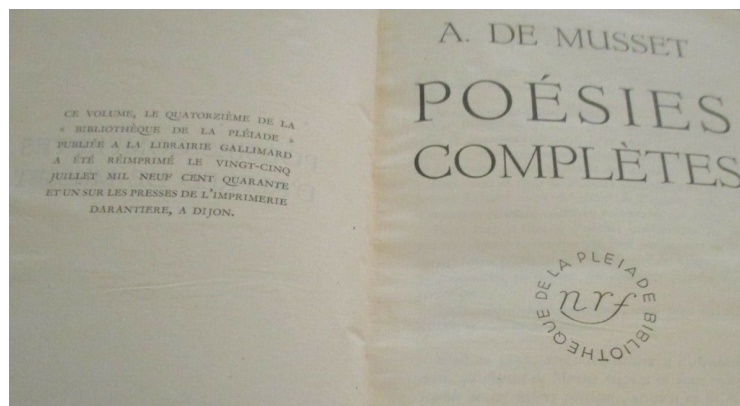 CE VOLUME, LE QUATORZIÈME DE LA
« BIBLIOTHÈQUE DE LA PLÉIADE »
PUBLIÉE A LA LIBRAIRIE GALLIMARD
A ÉTÉ RÉIMPRIMÉ LE VINGT-CINQ
JUILLET MIL NEUF CENT QUARANTE
ET UN SUR LES PRESSES DE L'IMPRIMERIE
DARANTIERE, A DIJON.
A. DE MUSSET
POÉSIES
COMPLÈTES
BIBLIOTHÈQUE DE LA PLEIADE
nrf